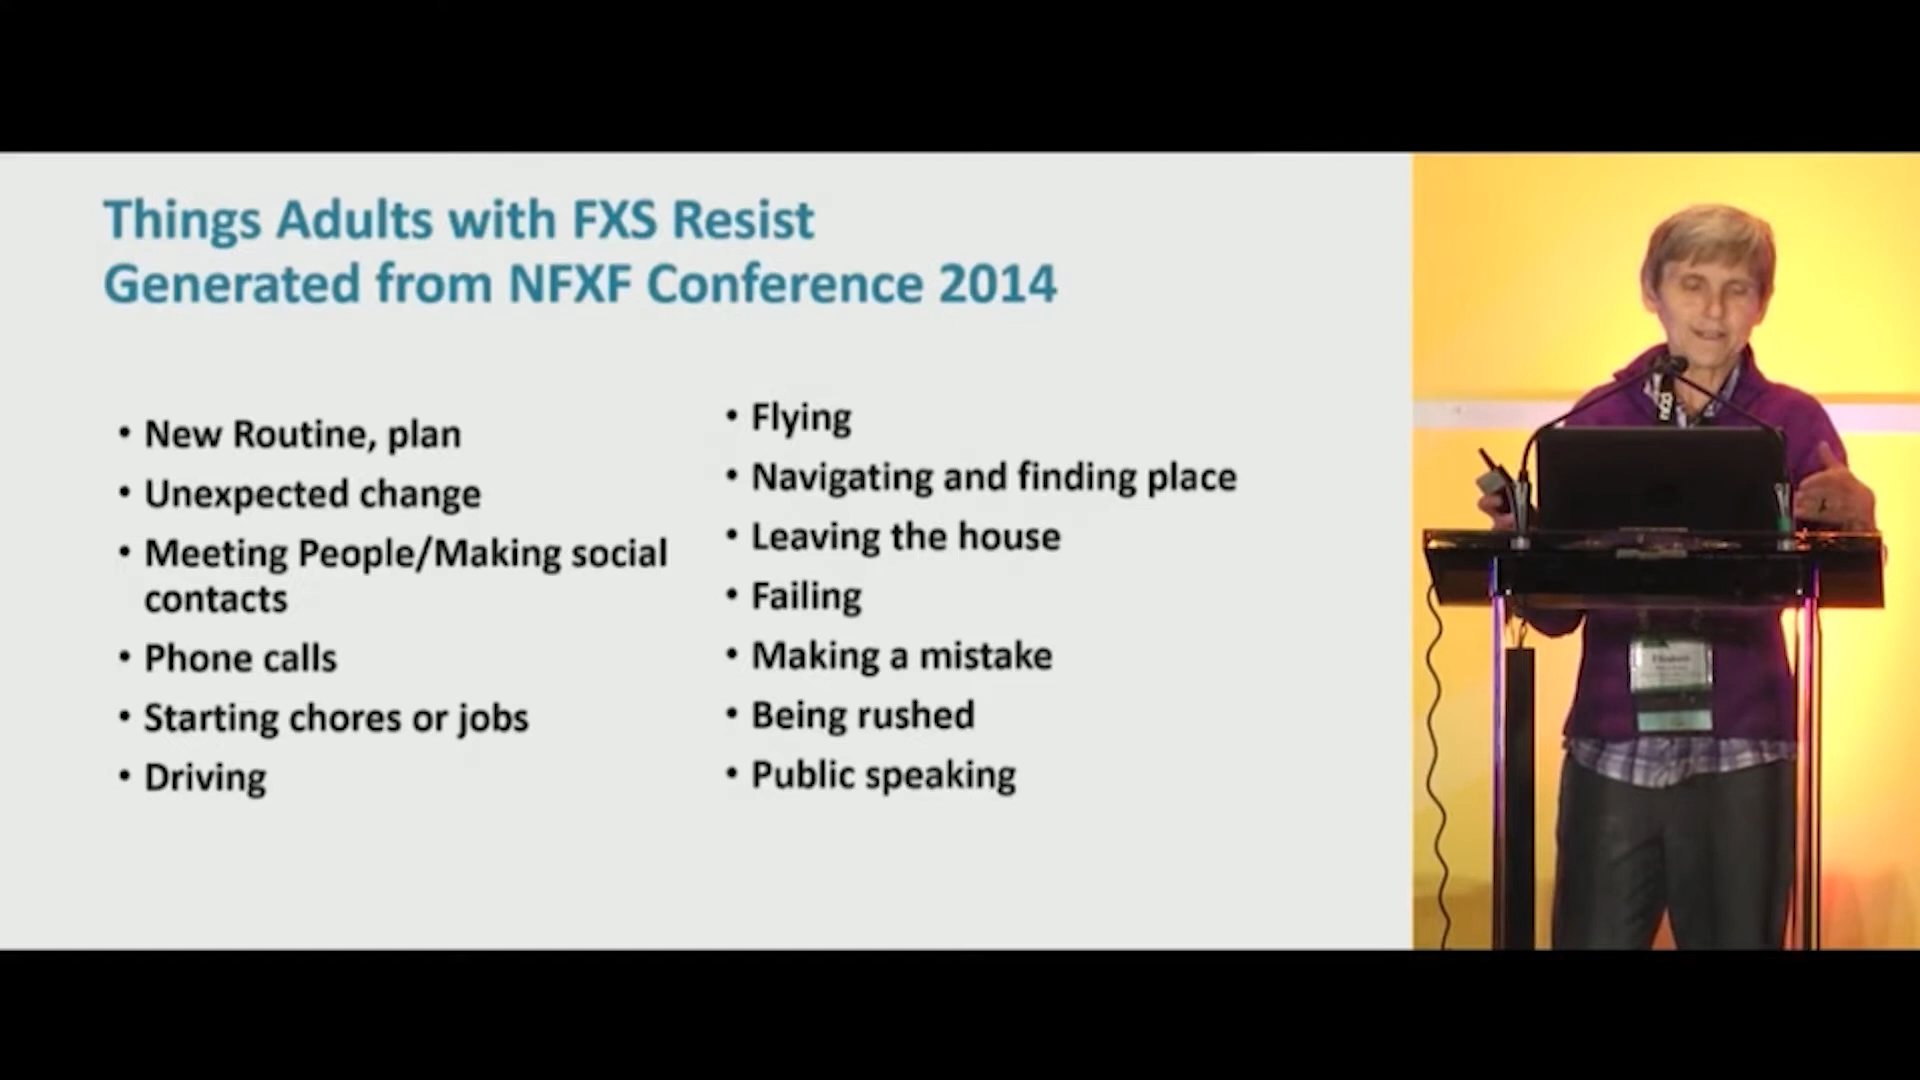 Things Adults with FXS Resist
Generated from NFXF Conference 2014
• New Routine, plan
• Unexpected change
• Meeting People/Making social
contacts
• Phone calls
• Starting chores or jobs
• Driving
• Flying
• Navigating and finding place
• Leaving the house
• Failing
• Making a mistake
• Being rushed
• Public speaking